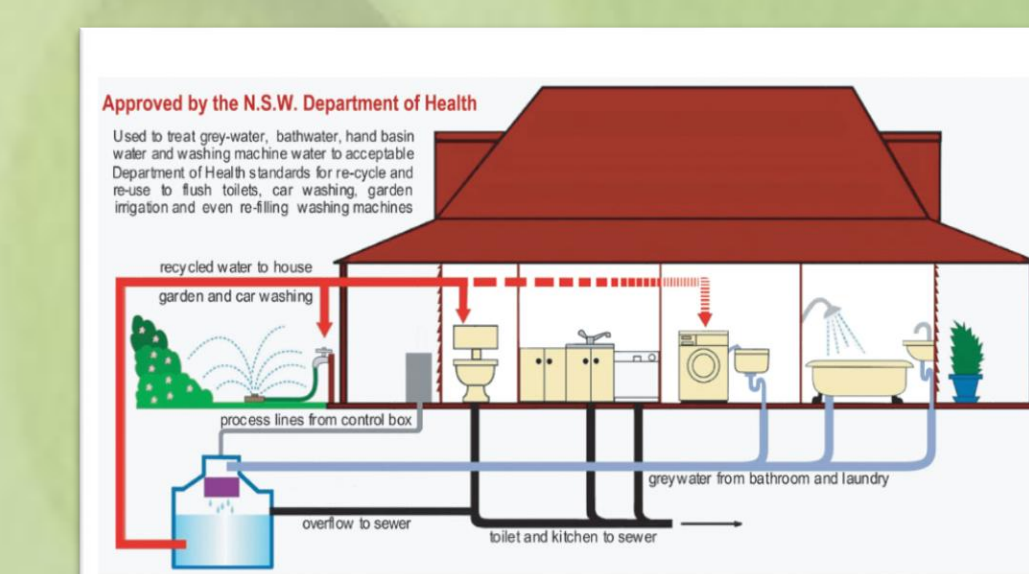 Approved by the N.S.W. Department of Health
Used to treat grey-water, bathwater, hand basin
water and washing machine water to acceptable
Department of Health standards for re-cycle and
re-use to flush toilets, car washing, garden
irrigation and even re-filling washing machines
recycled water to house
garden and car washing
process lines from control box
greywater from bathroom and laundry
overflow to sewer
toilet and kitchen to sewer